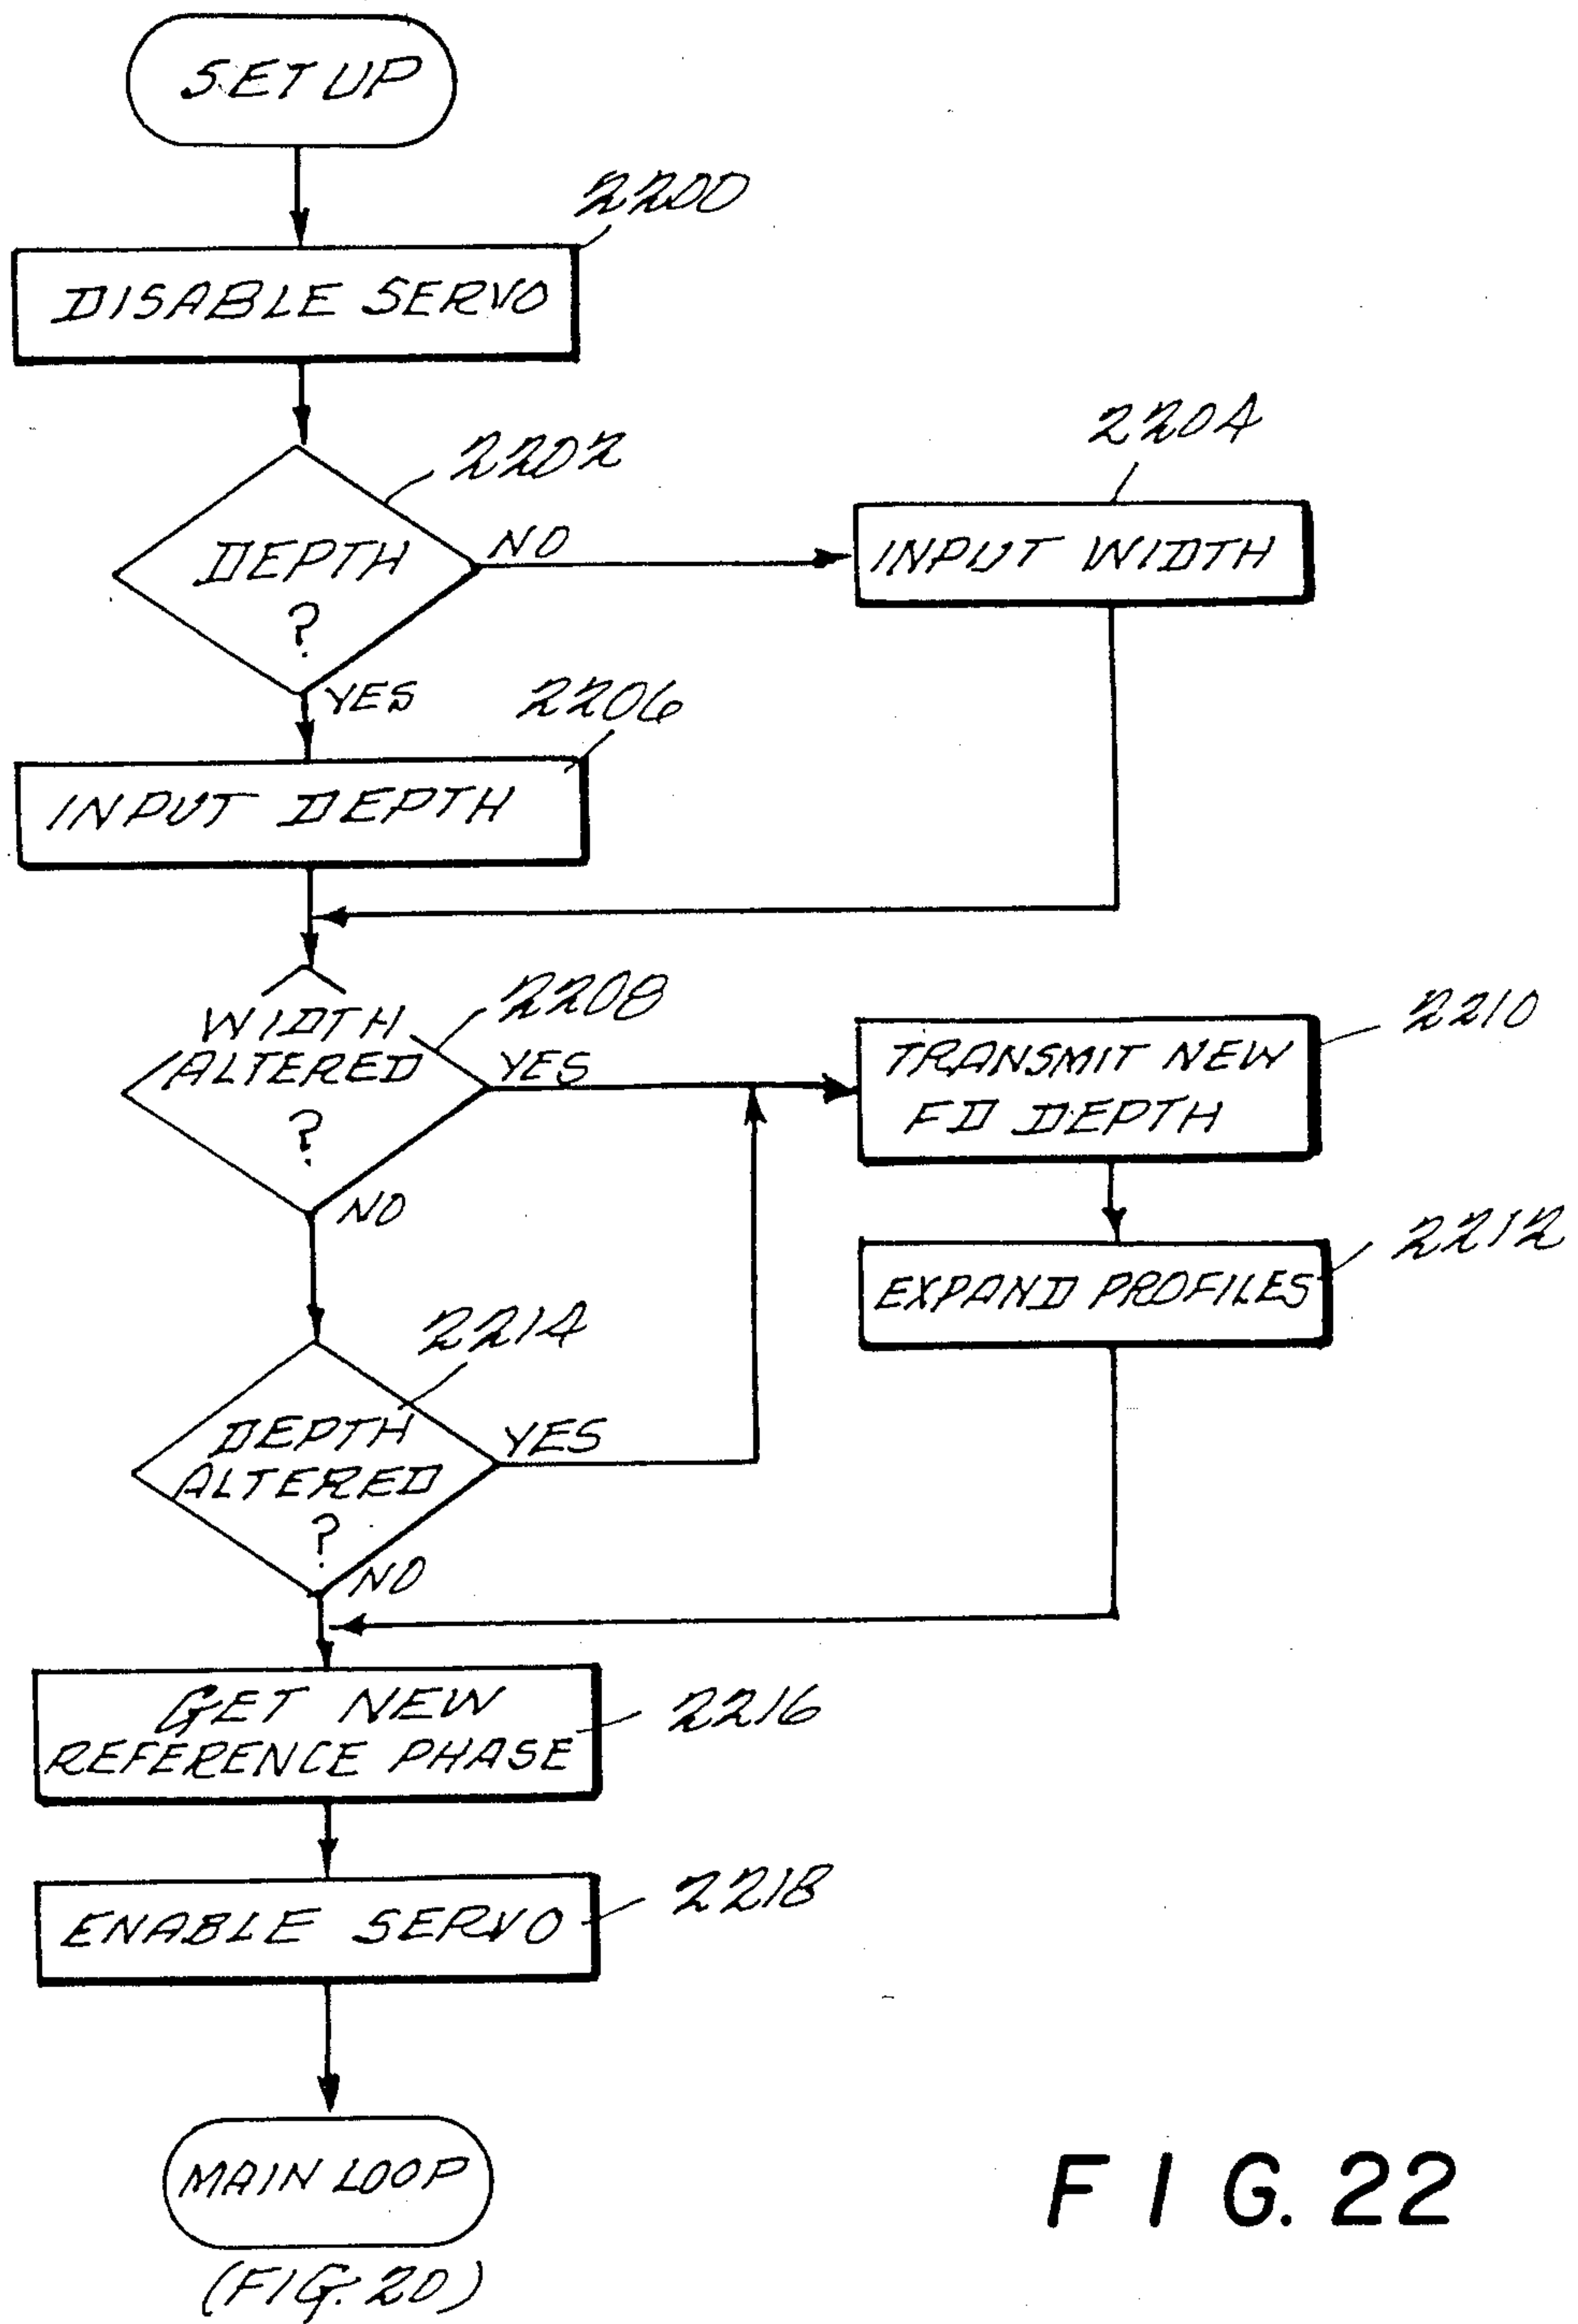 SET UP
2200
DISABLE SERVO
2202
2204
DEPTH
?
NO
INPUT WIDTH
YES
2206
INPUT DEPTH
WIDTH
ALTERED
?
2208
YES
2210
TRANSMIT NEW
FD DEPTH
NO
2212
EXPAND PROFILES
2214
DEPTH
ALTERED
?
YES
NO
GET NEW
REFERENCE PHASE
2216
ENABLE SERVO
2218
MAIN LOOP
(FIG. 20)
FIG. 22